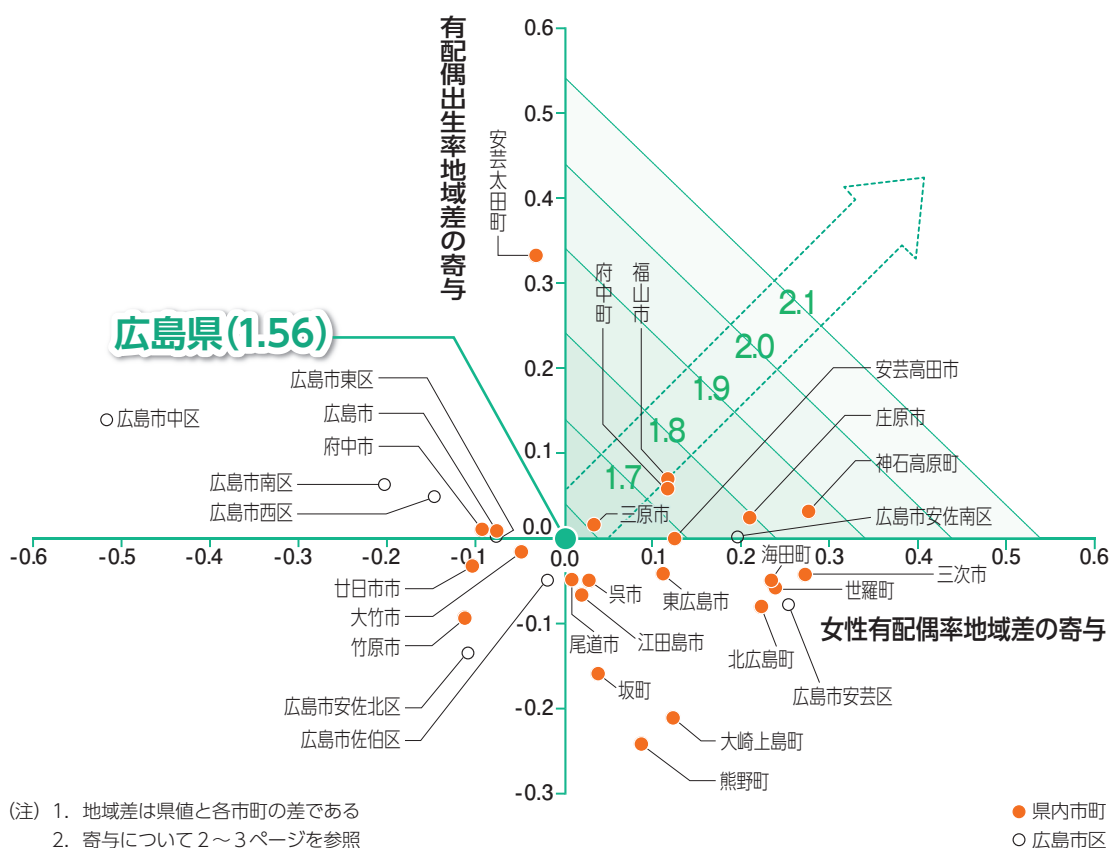 有配偶出生率地域差の寄与
0.6
0.5
0.4
0.3
0.2
0.1
0.0
-0.1
-0.2
-0.3
-0.6
-0.5
-0.4
-0.3
-0.2
-0.1
0.0
0.1
0.2
0.3
0.4
0.5
0.6
女性有配偶率地域差の寄与
安芸太田町
府中町
福山市
広島県(1.56)
2.1
2.0
1.9
1.8
1.7
安芸高田市
庄原市
神石高原町
広島市安佐南区
広島市東区
広島市
府中市
広島市中区
広島市南区
広島市西区
三原市
海田町
三次市
世羅町
廿日市市
大竹市
竹原市
呉市
東広島市
尾道市
江田島市
北広島町
広島市安芸区
坂町
広島市安佐北区
広島市佐伯区
大崎上島町
熊野町
(注) 1. 地域差は県値と各市町の差である
2. 寄与について2~3ページを参照
県内市町
広島市区